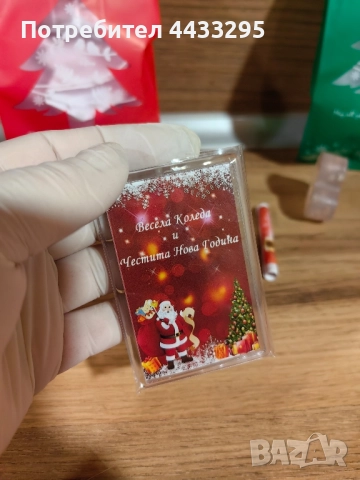 Потребител 4433295
Весела Коледа
и
Честита Нова Година
BAZAR